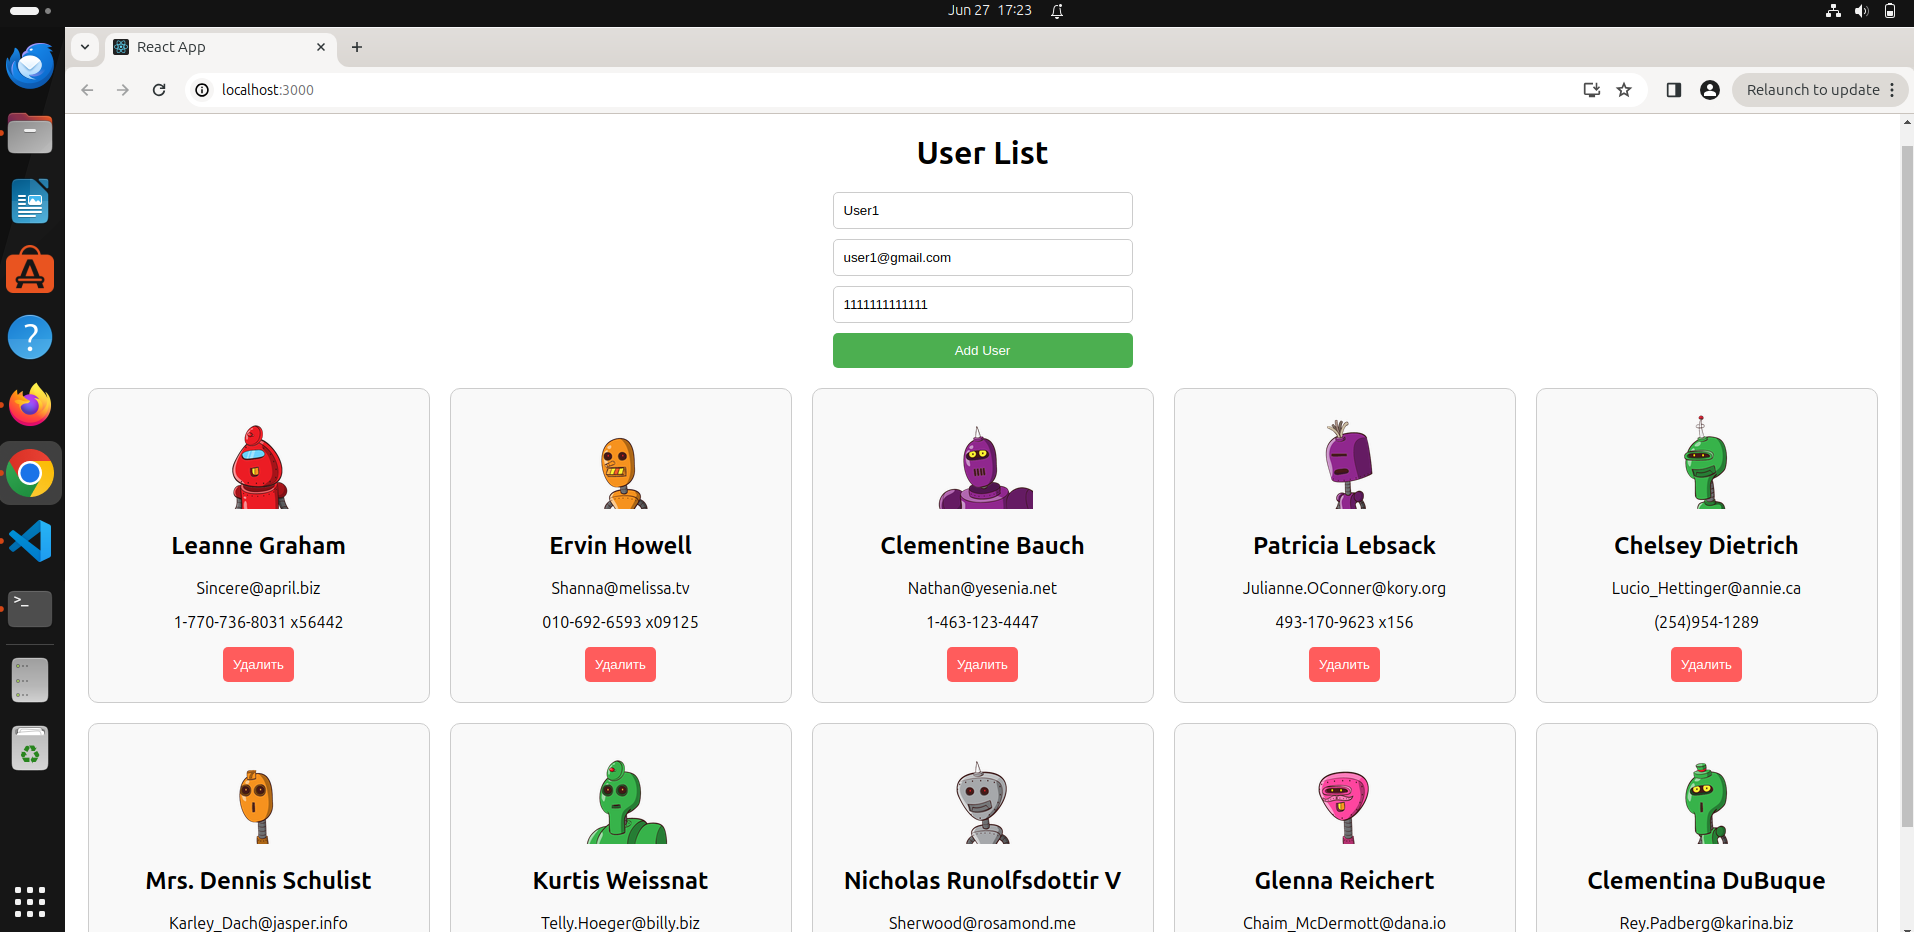 Jun 27 17:23
React App
localhost:3000
Relaunch to update
User List
User1
user1@gmail.com
1111111111111
Add User
Leanne Graham
Sincere@april.biz
1-770-736-8031 x56442
Удалить
Ervin Howell
Shanna@melissa.tv
010-692-6593 x09125
Удалить
Clementine Bauch
Nathan@yesenia.net
1-463-123-4447
Удалить
Patricia Lebsack
Julianne.OConner@kory.org
493-170-9623 x156
Удалить
Chelsey Dietrich
Lucio_Hettinger@annie.ca
(254)954-1289
Удалить
Mrs. Dennis Schulist
Karley_Dach@jasper.info
Kurtis Weissnat
Telly.Hoeger@billy.biz
Nicholas Runolfsdottir V
Sherwood@rosamond.me
Glenna Reichert
Chaim_McDermott@dana.io
Clementina DuBuque
Rey.Padberg@karina.biz